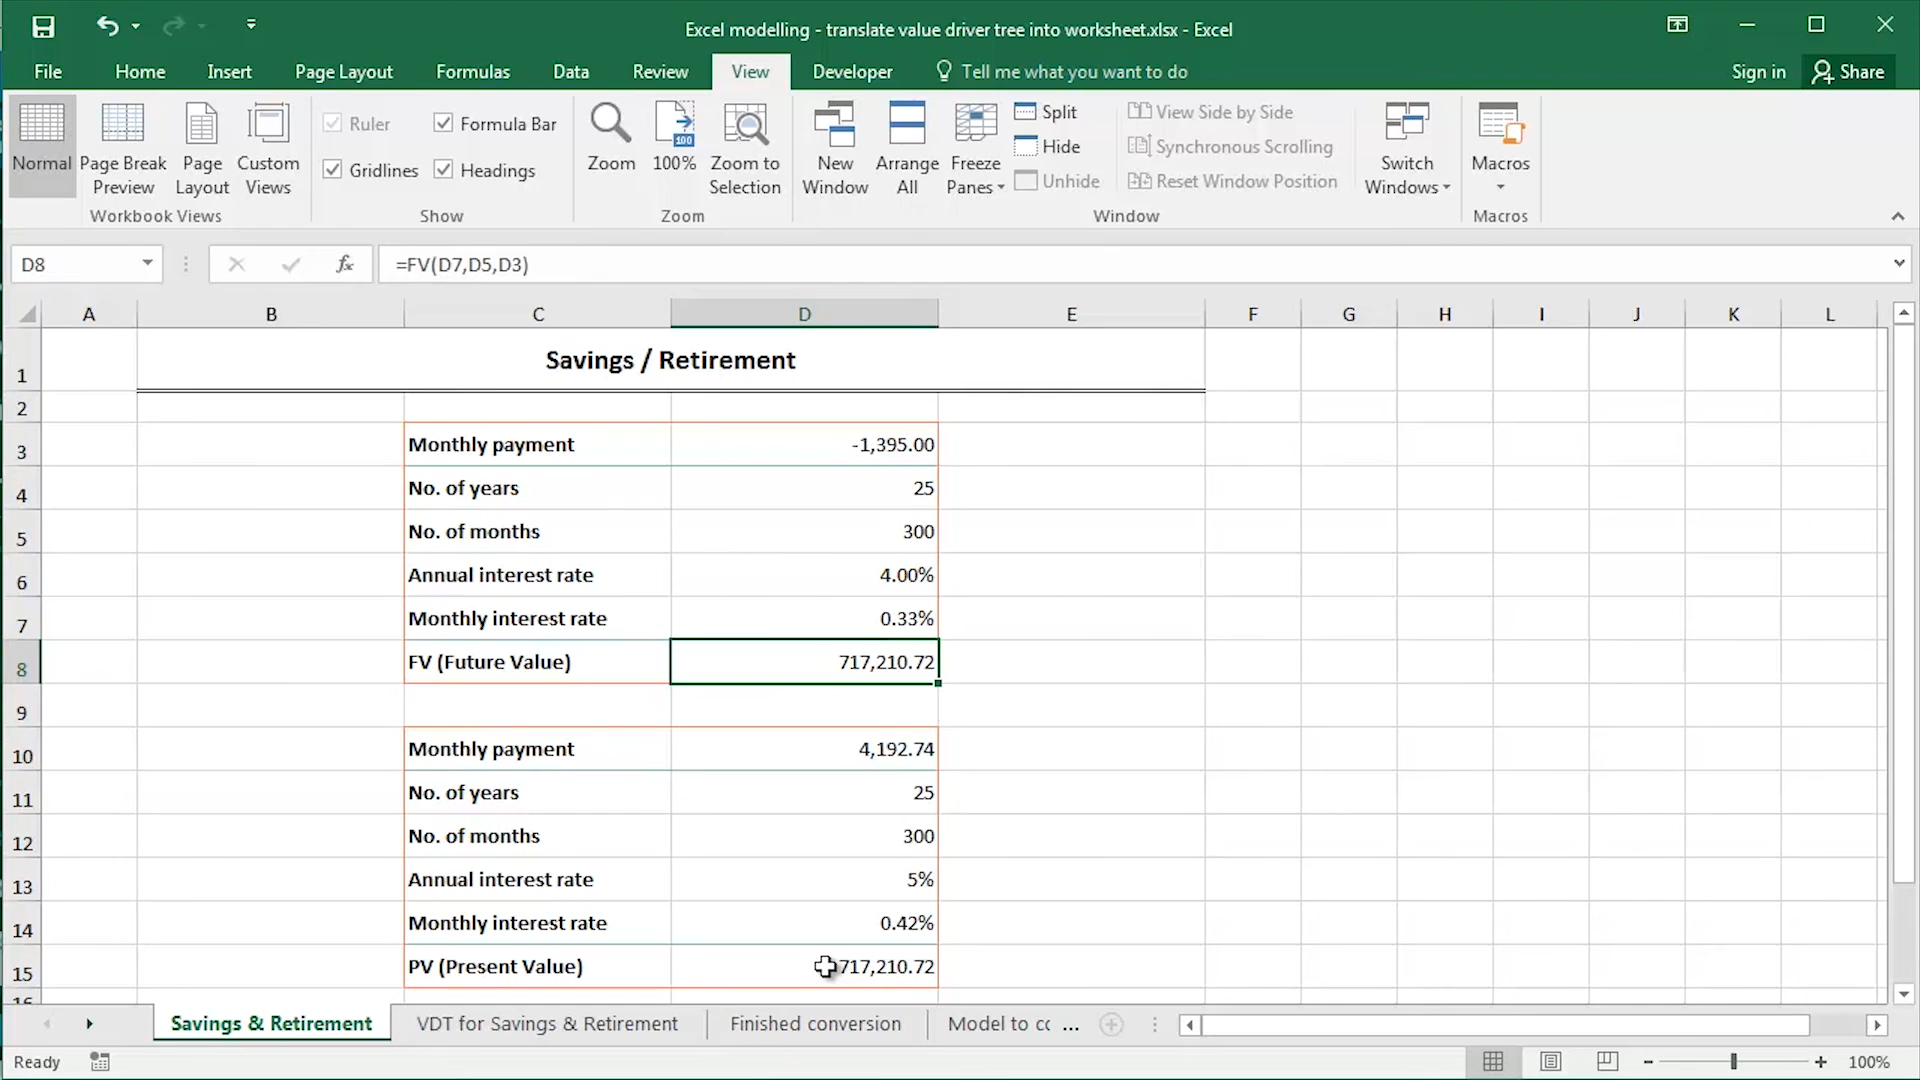 Excel modelling - translate value driver tree into worksheet.xlsx - Excel
File Home Insert Page Layout Formulas Data Review View Developer Tell me what you want to do Sign in Share
Normal
Page Break Preview
Page Layout
Custom Views
Workbook Views
Ruler
Formula Bar
Gridlines
Headings
Show
Zoom
100
100%
Zoom to Selection
Zoom
New Window
Arrange All
Freeze Panes
Split
Hide
Unhide
View Side by Side
Synchronous Scrolling
Reset Window Position
Window
Switch Windows
Macros
Macros
D8 fx =FV(D7,D5,D3)
A B C D E F G H I J K L
1 Savings / Retirement
2
3 Monthly payment -1,395.00
4 No. of years 25
5 No. of months 300
6 Annual interest rate 4.00%
7 Monthly interest rate 0.33%
8 FV (Future Value) 717,210.72
9
10 Monthly payment 4,192.74
11 No. of years 25
12 No. of months 300
13 Annual interest rate 5%
14 Monthly interest rate 0.42%
15 PV (Present Value) 717,210.72
16
Savings & Retirement VDT for Savings & Retirement Finished conversion Model to cc ...
Ready 100%